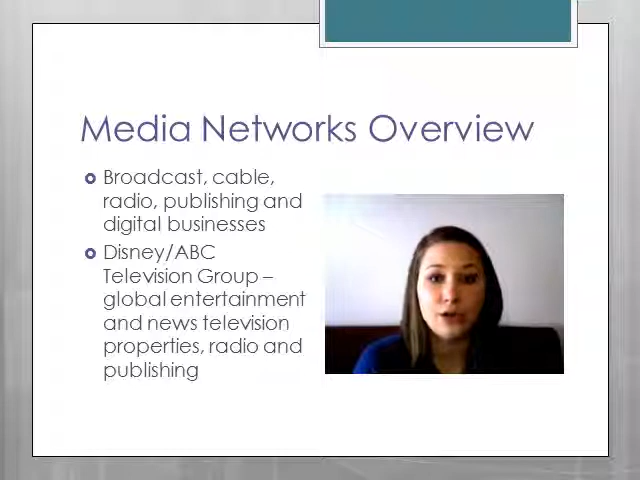 Media Networks Overview
Broadcast, cable,
radio, publishing and
digital businesses
Disney/ABC
Television Group –
global entertainment
and news television
properties, radio and
publishing